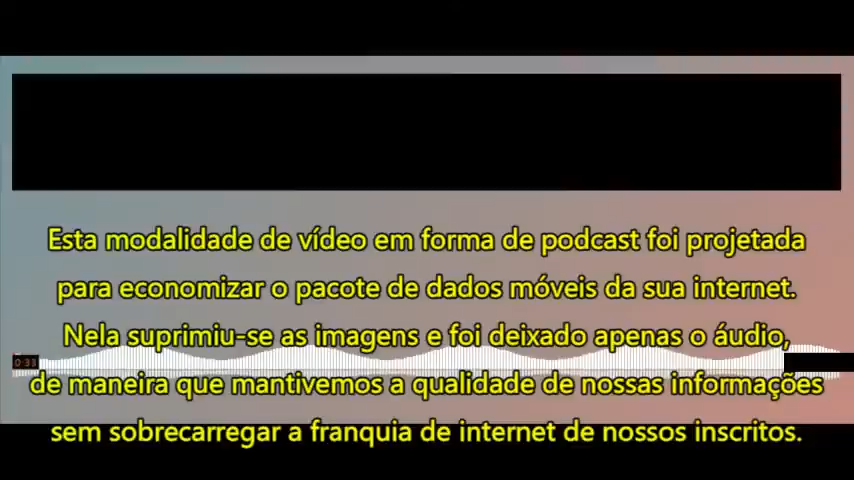 Esta modalidade de vídeo em forma de podcast foi projetada
para economizar o pacote de dados móveis da sua internet.
Nela suprimiu-se as imagens e foi deixado apenas o áudio,
0:33
de maneira que mantivemos a qualidade de nossas informações
sem sobrecarregar a franquia de internet de nossos inscritos.